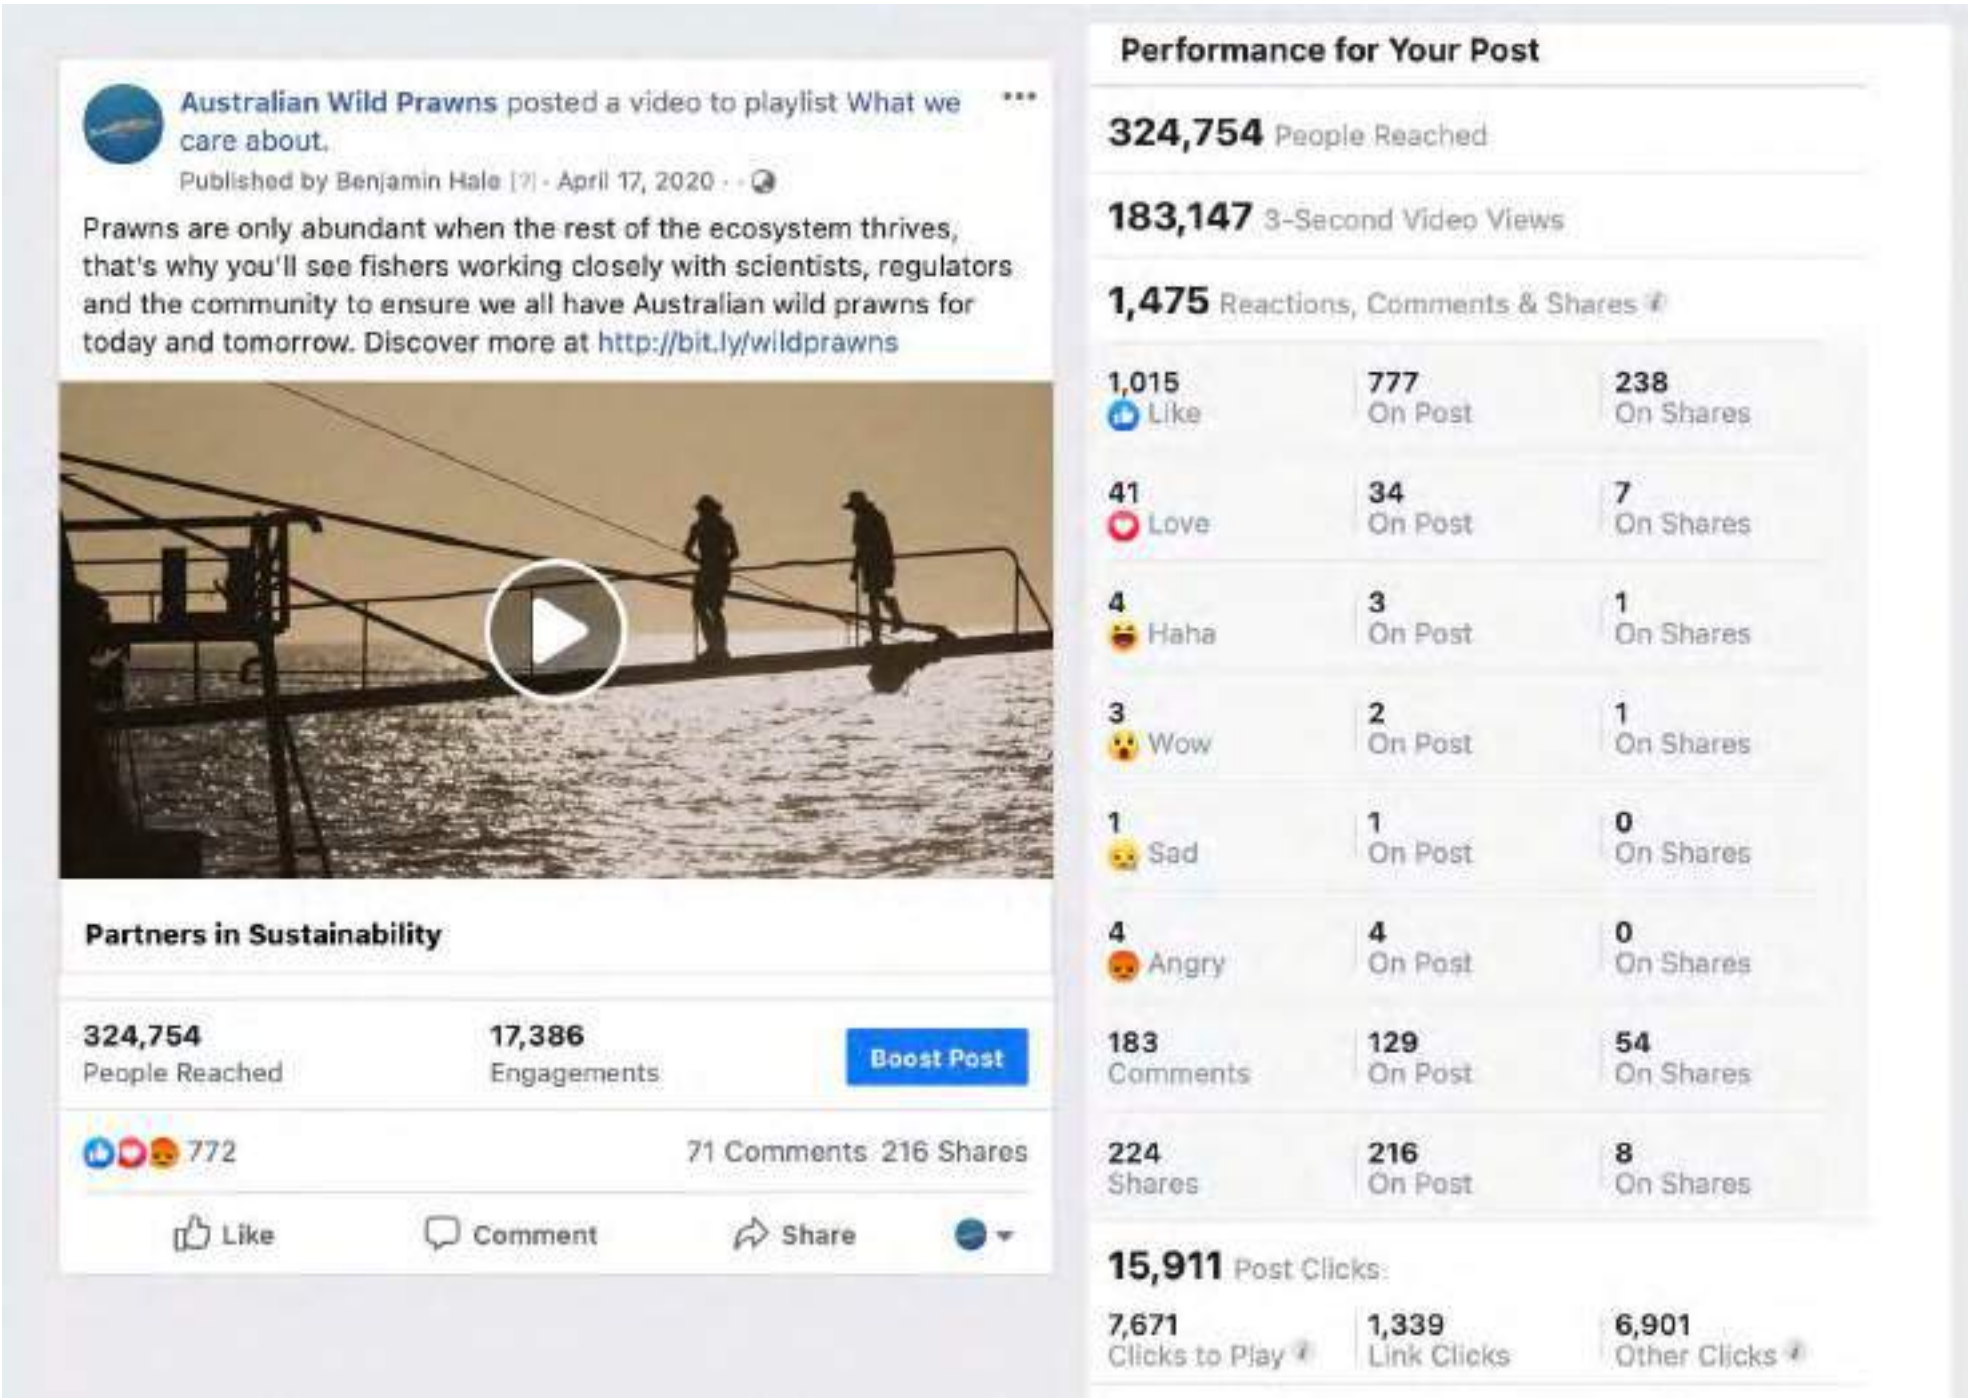 Australian Wild Prawns posted a video to playlist What we
care about.
Published by Benjamin Hale [?] · April 17, 2020 ·
Prawns are only abundant when the rest of the ecosystem thrives,
that's why you'll see fishers working closely with scientists, regulators
and the community to ensure we all have Australian wild prawns for
today and tomorrow. Discover more at http://bit.ly/wildprawns
Partners in Sustainability
324,754 17,386
People Reached Engagements Boost Post
772 71 Comments 216 Shares
Like Comment Share
Performance for Your Post
324,754 People Reached
183,147 3-Second Video Views
1,475 Reactions, Comments & Shares
1,015 777 238
Like On Post On Shares
41 34 7
Love On Post On Shares
4 3 1
Haha On Post On Shares
3 2 1
Wow On Post On Shares
1 1 0
Sad On Post On Shares
4 4 0
Angry On Post On Shares
183 129 54
Comments On Post On Shares
224 216 8
Shares On Post On Shares
15,911 Post Clicks
7,671 1,339 6,901
Clicks to Play Link Clicks Other Clicks